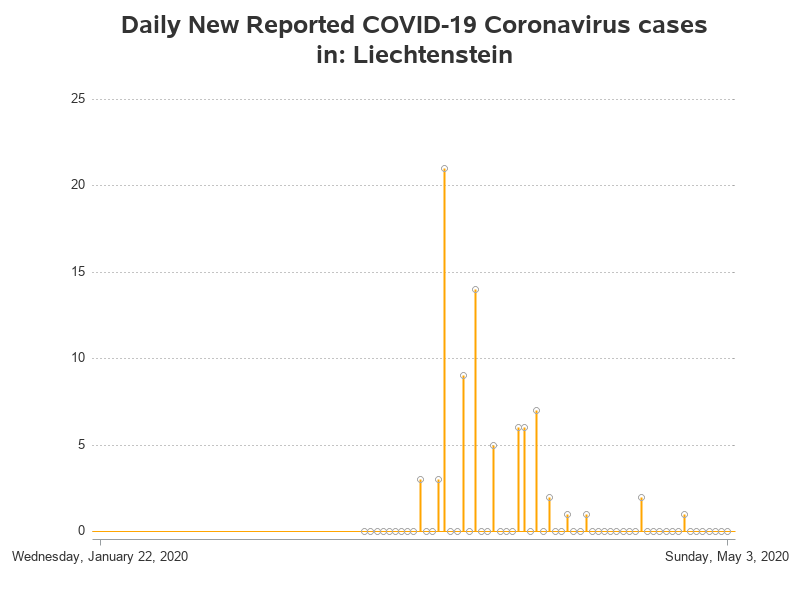 Daily New Reported COVID-19 Coronavirus cases
in: Liechtenstein
25
20
15
10
5
0
Wednesday, January 22, 2020
Sunday, May 3, 2020